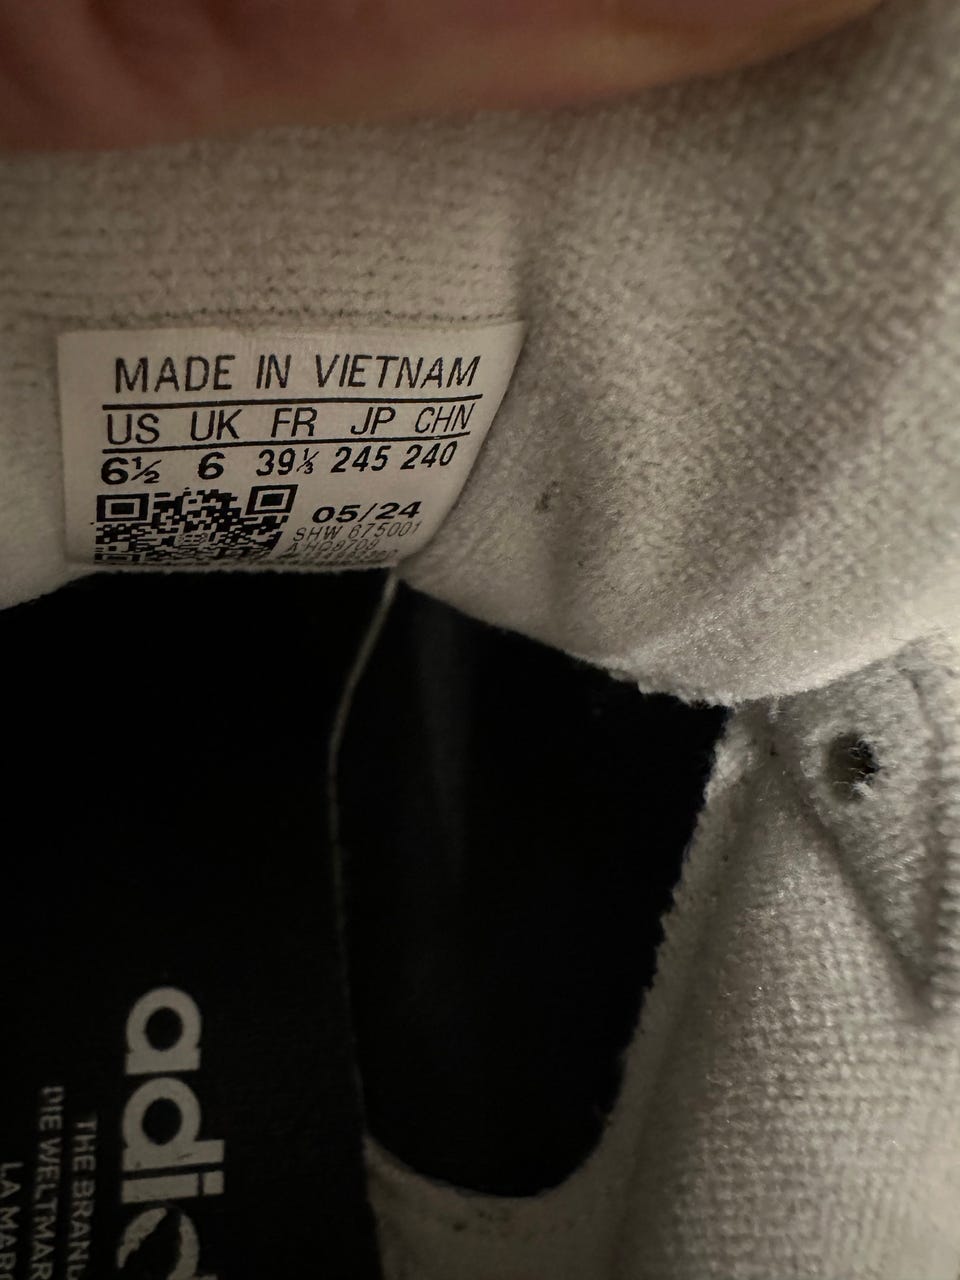 MADE IN VIETNAM
US UK FR JP CHN
6½ 6 39⅓ 245 240
05/24
SHW 675001
HQ8709
adi
THE
DIE WELTMAR
LA MAR